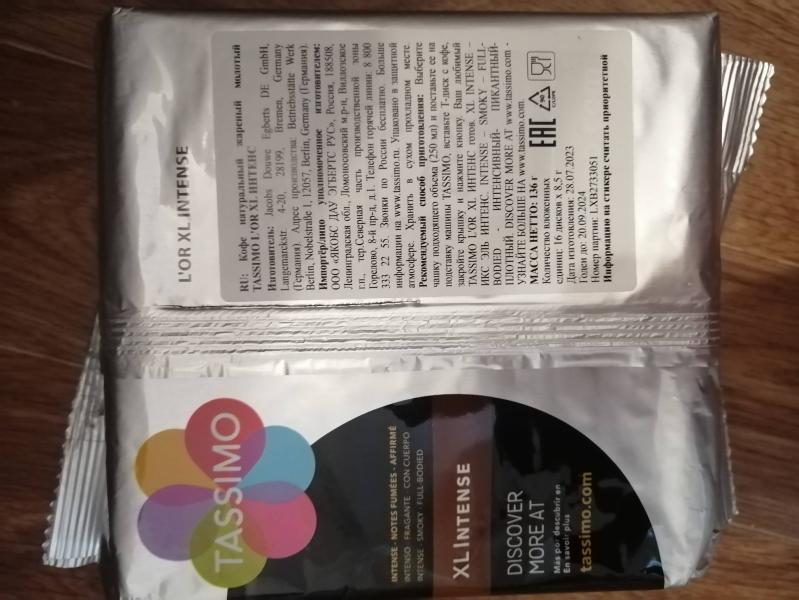 L'OR XL INTENSE
RU: Кофе натуральный жареный молотый
TASSIMO L'OR XL ИНТЕНС
Изготовитель: Jacobs Douwe Egberts DE GmbH,
Langemarckstr. 4-20, 28199, Bremen, Germany
(Германия). Адрес производства: Betriebsstätte Werk
Berlin, Nobelstraße 1, 12057, Berlin, Germany (Германия).
Импортёр/лицо уполномоченное изготовителем:
ООО «ЯКОБС ДАУ ЭГБЕРТС РУС», Россия, 188508,
Ленинградская обл., Ломоносовский м.р-н, Виллозское
г.п., тер.Северная часть производственной зоны
Горелово, 8-й пр-д, д.1. Телефон горячей линии: 8 800
333 22 55. Звонки по России бесплатно. Больше
информации на www.tassimo.ru. Упаковано в защитной
атмосфере. Хранить в сухом прохладном месте.
Рекомендуемый способ приготовления: Выберите
чашку подходящего объема (250 мл) и поставьте ее на
подставку машины TASSIMO, вставьте Т-диск с кофе,
закройте крышку и нажмите кнопку. Ваш любимый
TASSIMO L'OR XL ИНТЕНС готов. XL INTENSE –
ИКС ЭЛЬ ИНТЕНС. INTENSE – SMOKY – FULL-
BODIED - ИНТЕНСИВНЫЙ- ПИКАНТНЫЙ-
ПЛОТНЫЙ DISCOVER MORE AT www.tassimo.com -
УЗНАЙТЕ БОЛЬШЕ НА www.tassimo.com.
МАССА НЕТТО: 136 г
Количество вложенных
единиц: 16 дисков x 8,5 г
Дата изготовления: 28.07.2023
Годен до: 20.09.2024
Номер партии: LXB2733051
Информацию на стикере считать приоритетной
EAC
TASSIMO
INTENSE - NOTES FUMÉES - AFFIRMÉ
INTENSO - FRAGANTE - CON CUERPO
INTENSE - SMOKY - FULL-BODIED
XL INTENSE
DISCOVER
MORE AT
Más por descubrir en
En savoir plus
tassimo.com